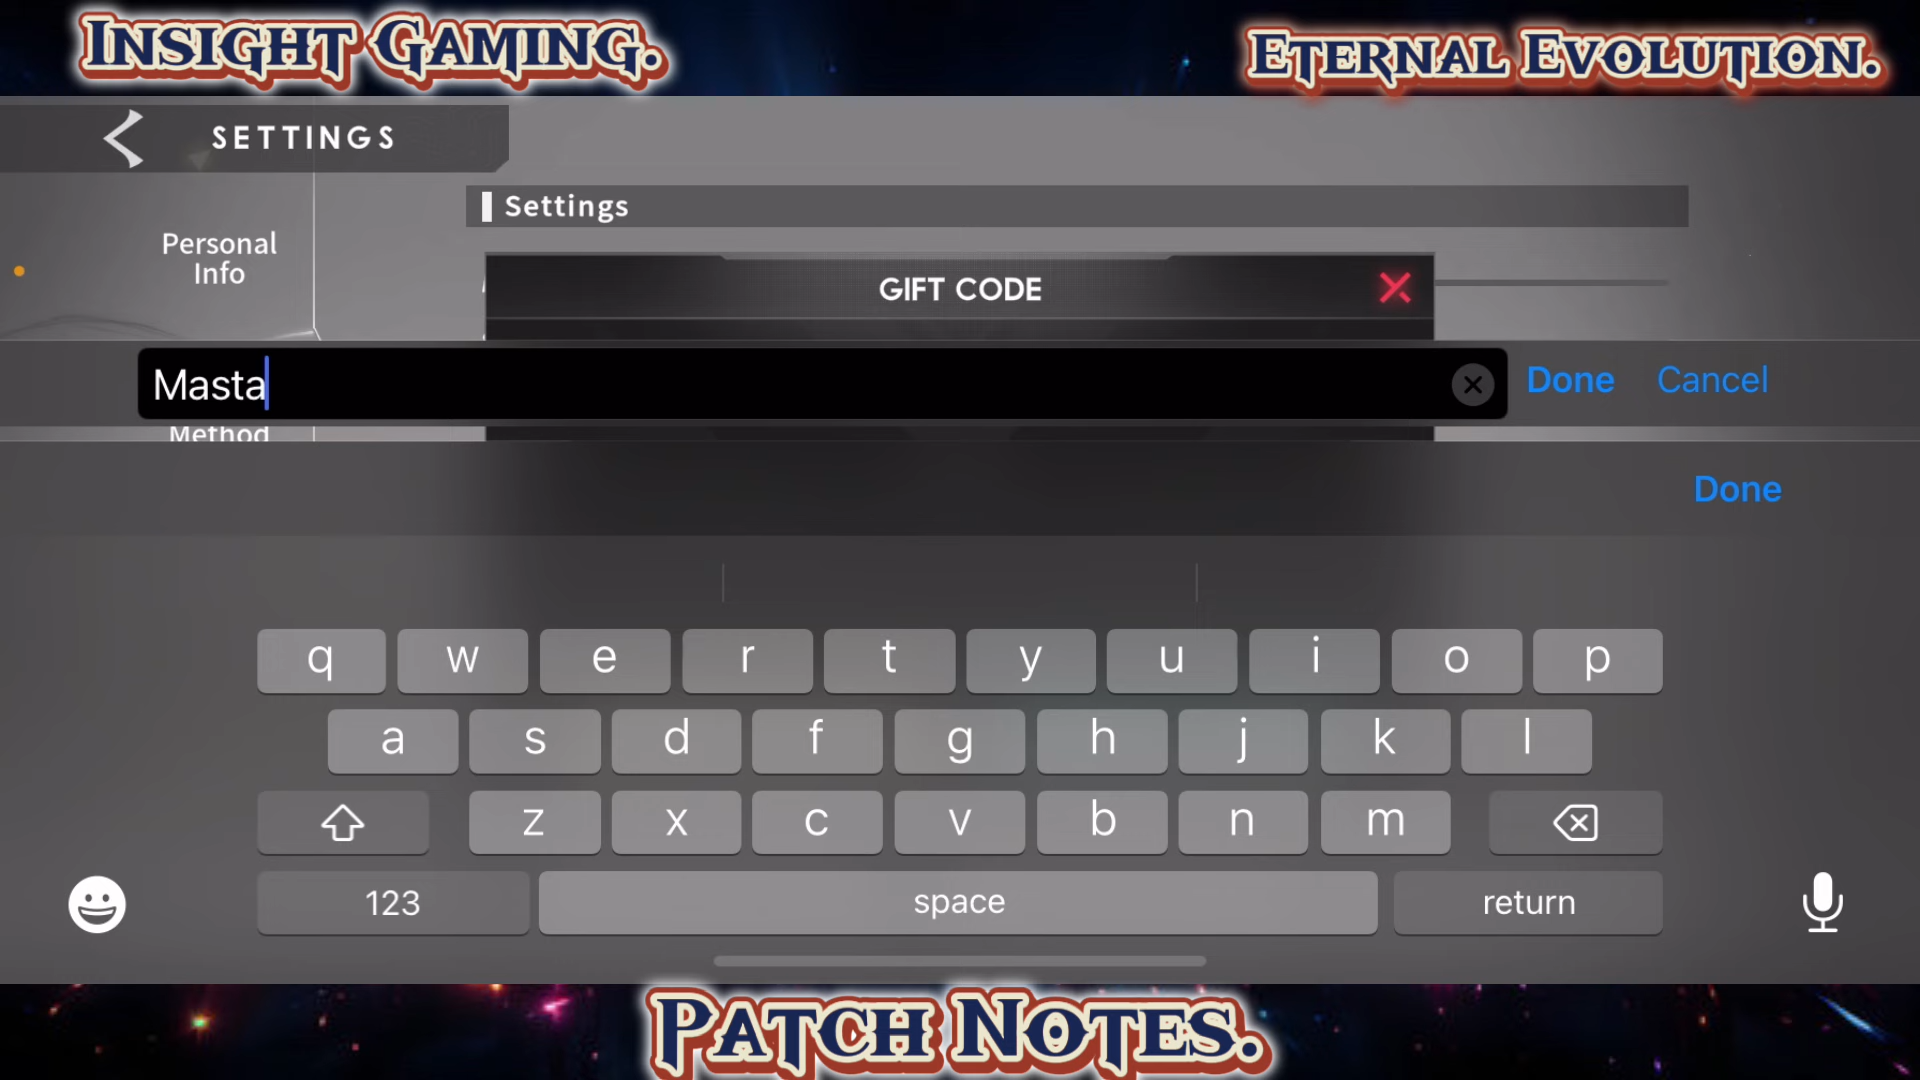 INSIGHT GAMING.
ETERNAL EVOLUTION.
SETTINGS
Settings
Personal
Info
GIFT CODE
Masta
Done
Cancel
Method
Done
q w e r t y u i o p
a s d f g h j k l
z x c v b n m
123
space
return
PATCH NOTES.